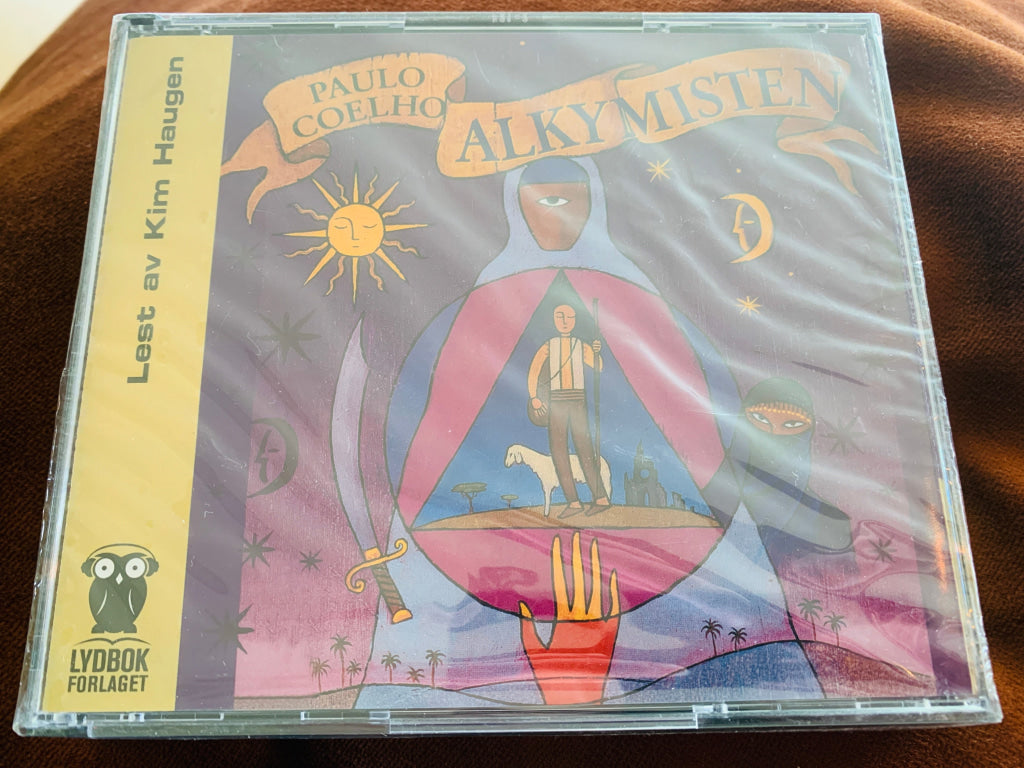 PAULO
COELHO
ALKYMISTEN
Lest av Kim Haugen
LYDBOK
FORLAGET